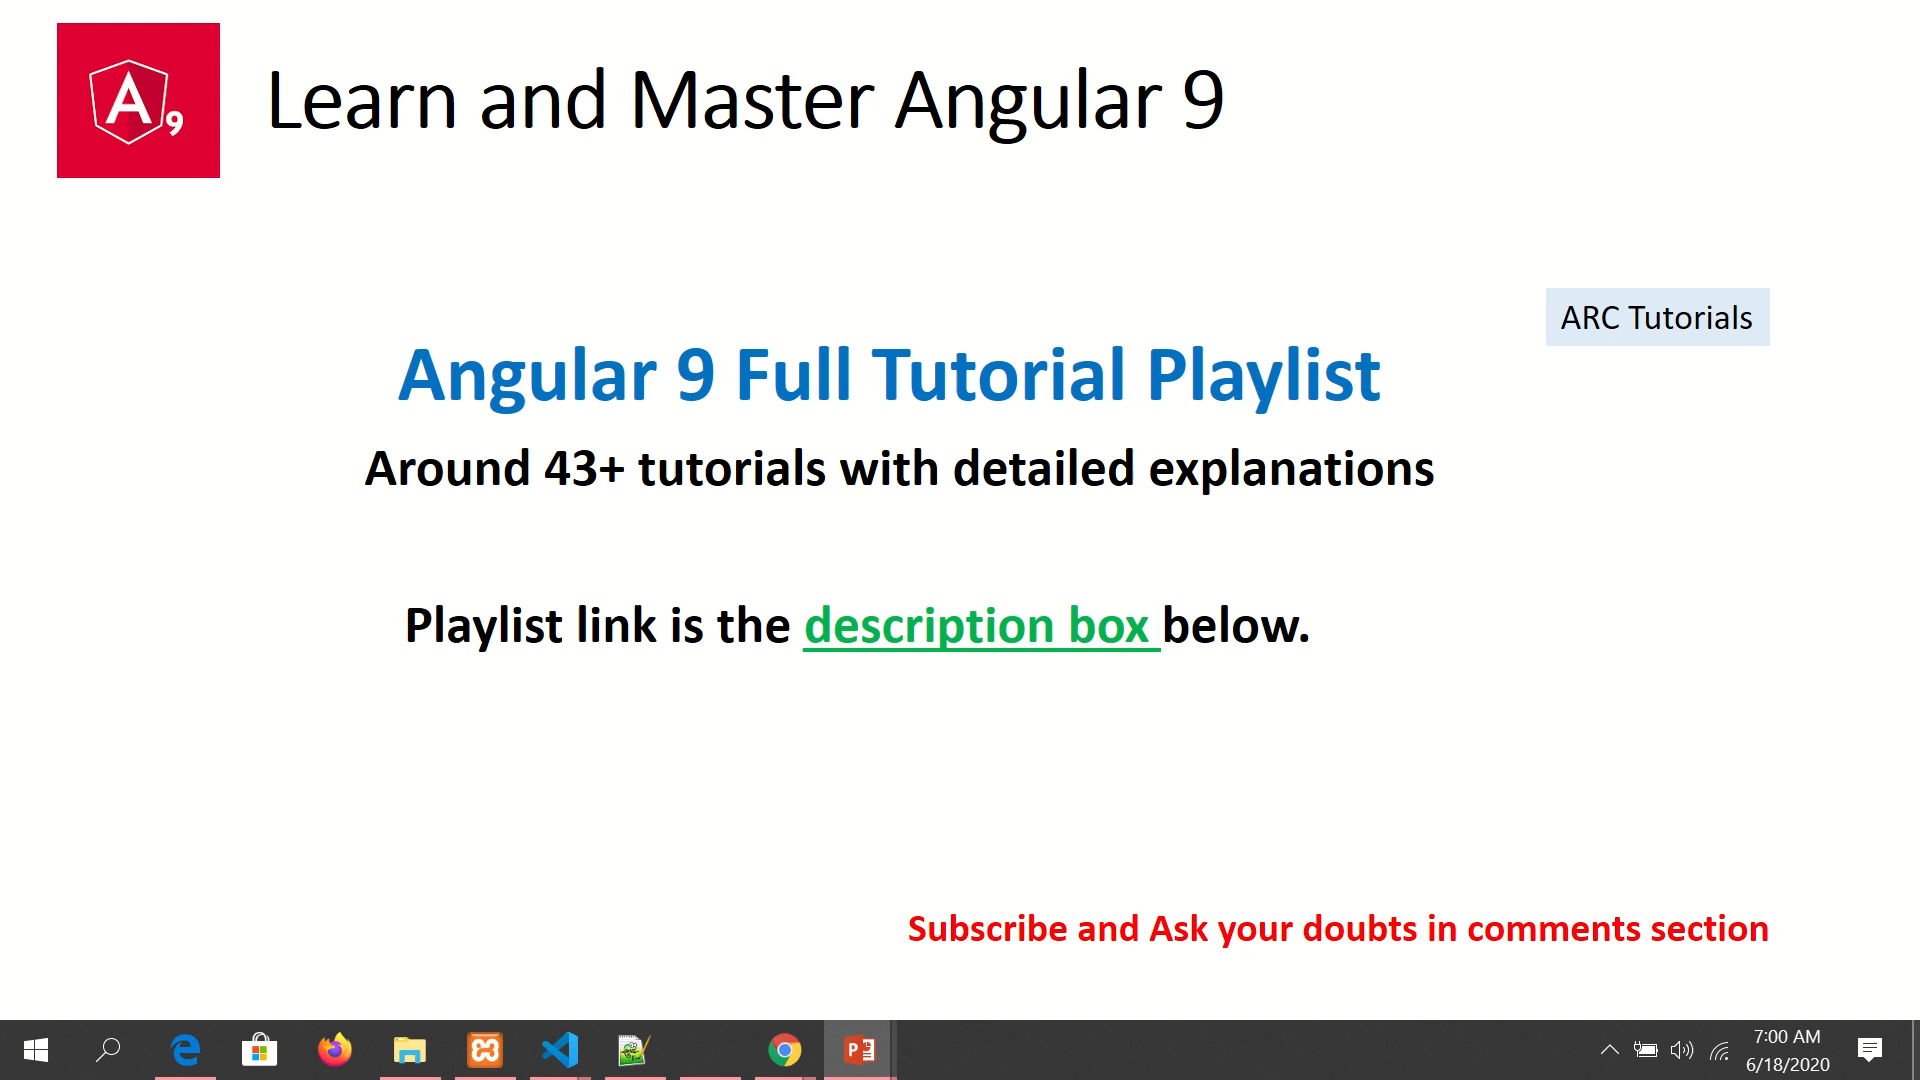 A9
Learn and Master Angular 9
ARC Tutorials
Angular 9 Full Tutorial Playlist
Around 43+ tutorials with detailed explanations
Playlist link is the description box below.
Subscribe and Ask your doubts in comments section
7:00 AM
6/18/2020